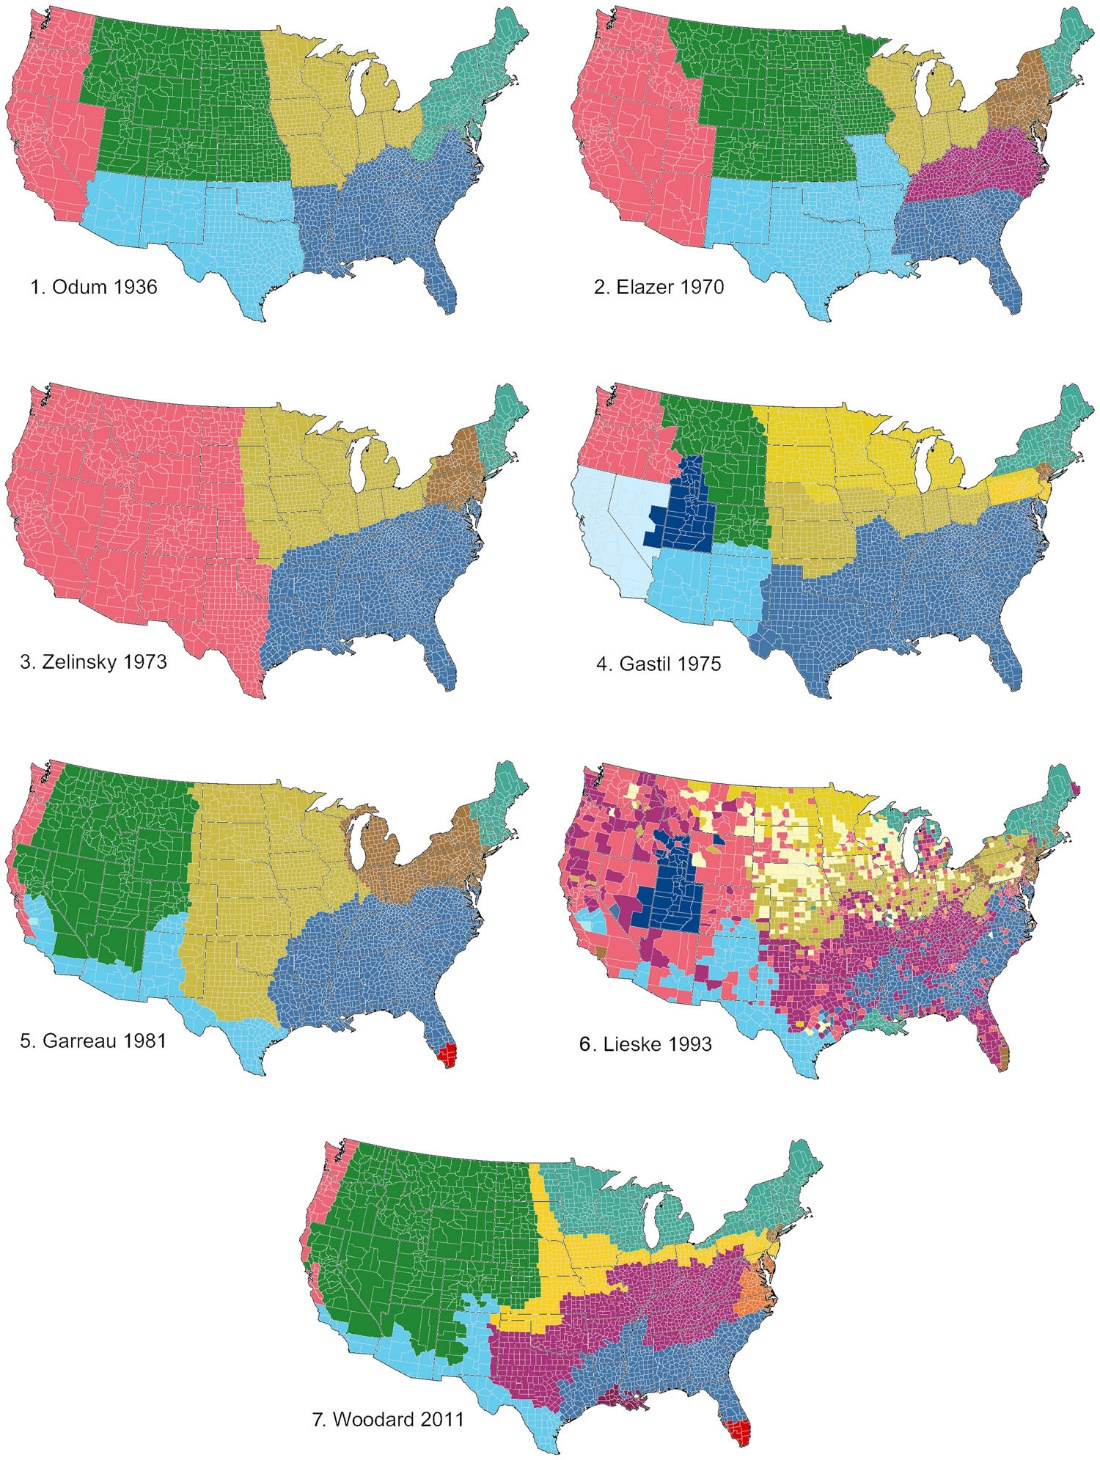 1. Odum 1936
2. Elazer 1970
3. Zelinsky 1973
4. Gastil 1975
5. Garreau 1981
6. Lieske 1993
7. Woodard 2011